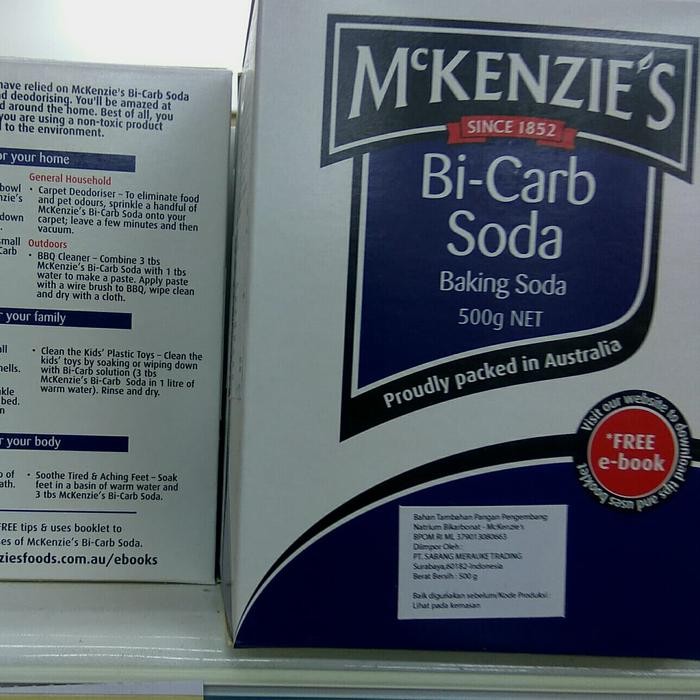 have relied on McKenzie's Bi-Carb Soda
d deodorising. You'll be amazed at
d around the home. Best of all, you
you are using a non-toxic product
l to the environment.
or your home
General Household
• Carpet Deodoriser – To eliminate food
and pet odours, sprinkle a handful of
McKenzie's Bi-Carb Soda onto your
carpet; leave a few minutes and then
vacuum.
bowl
nzie's
down
small
Carb
Outdoors
• BBQ Cleaner – Combine 3 tbs
McKenzie's Bi-Carb Soda with 1 tbs
water to make a paste. Apply paste
with a wire brush to BBQ, wipe clean
and dry with a cloth.
r your family
all
nells.
nkle
bed.
n
• Clean the Kids' Plastic Toys – Clean the
kids' toys by soaking or wiping down
with Bi-Carb solution (3 tbs
McKenzie's Bi-Carb Soda in 1 litre of
warm water). Rinse and dry.
r your body
p of
ath.
• Soothe Tired & Aching Feet – Soak
feet in a basin of warm water and
3 tbs McKenzie's Bi-Carb Soda.
FREE tips & uses booklet to
es of McKenzie's Bi-Carb Soda.
ziesfoods.com.au/ebooks
McKENZIE'S
SINCE 1852
Bi-Carb
Soda
Baking Soda
500g NET
Proudly packed in Australia
Visit our website to download
*FREE
e-book
tips and uses booklet
Bahan Tambahan Pangan Pengembang
Natrium Bikarbonat - McKenzie's
BPOM RI ML 379013080663
Diimpor Oleh :
PT. SABANG MERAUKE TRADING
Surabaya,60182-Indonesia
Berat Bersih : 500 g
Baik digunakan sebelum/Kode Produksi :
Lihat pada kemasan